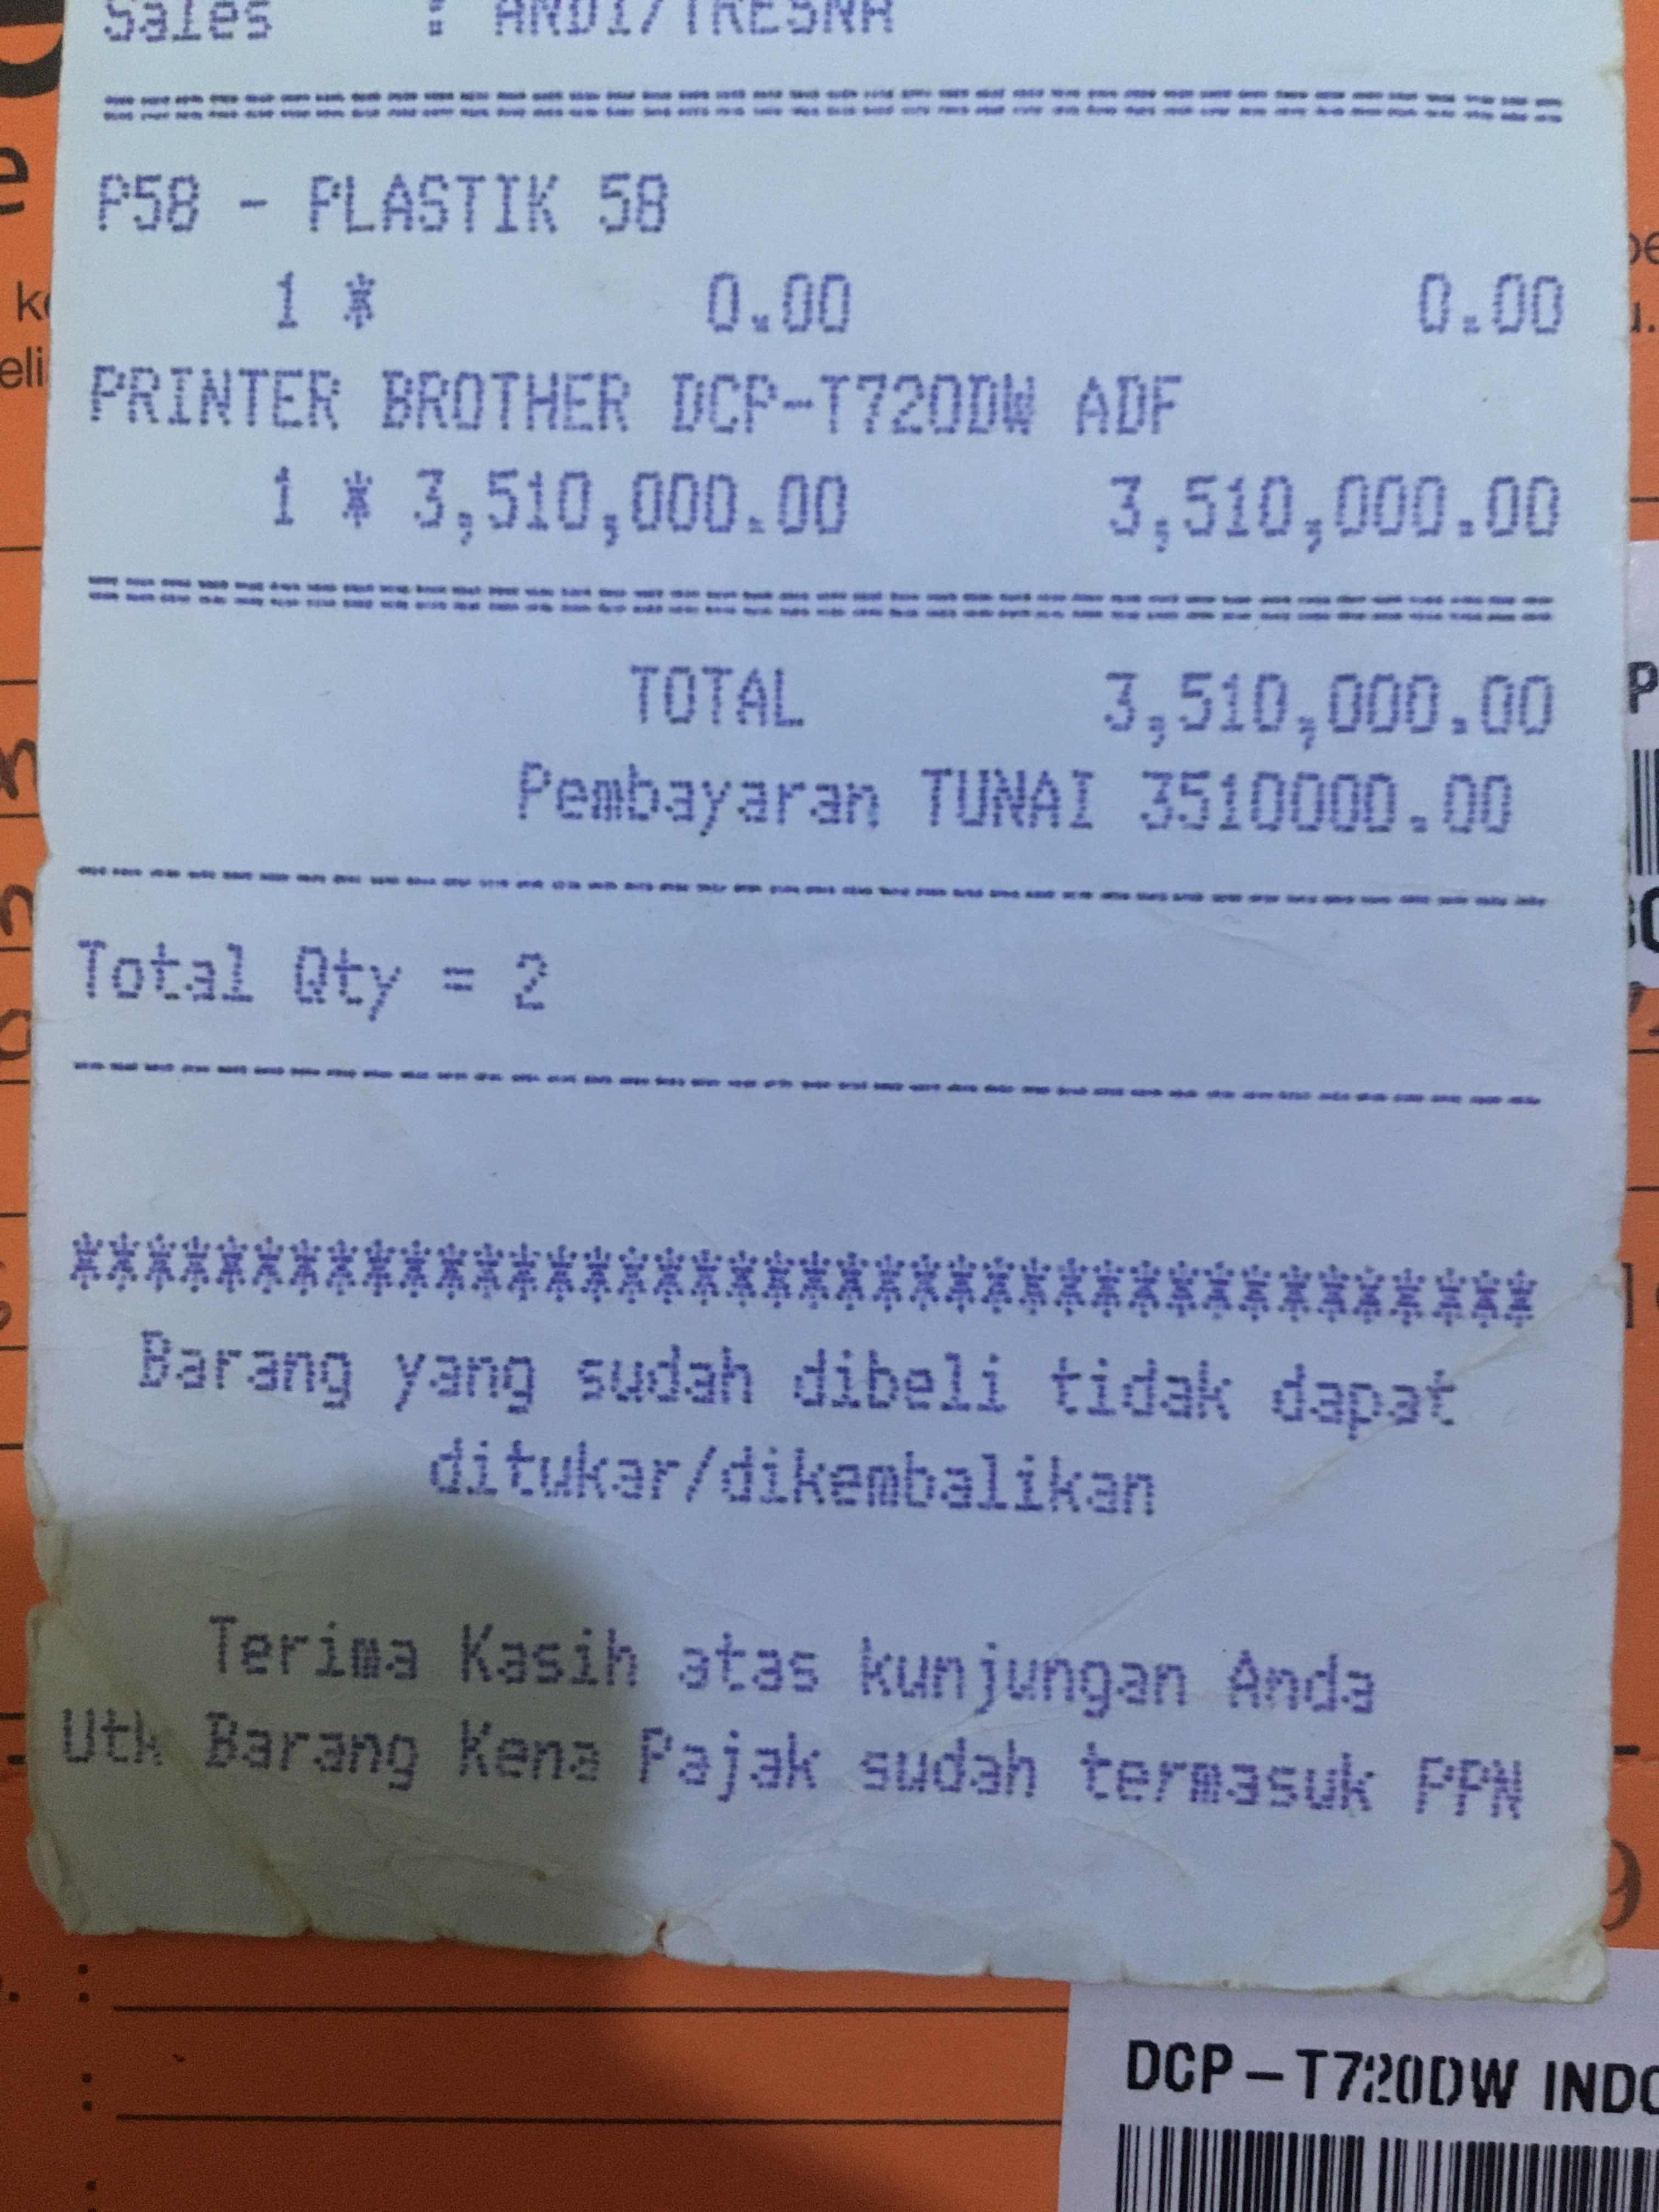 Sales : ANDI/TRESNA
P58 - PLASTIK 58
1 * 0.00 0.00
PRINTER BROTHER DCP-T720DW ADF
1 * 3,510,000.00 3,510,000.00
TOTAL 3,510,000.00
Pembayaran TUNAI 3510000.00
Total Qty = 2
****************************************
Barang yang sudah dibeli tidak dapat
ditukar/dikembalikan
Terima Kasih atas kunjungan Anda
Utk Barang Kena Pajak sudah termasuk PPN
DCP-T720DW INDO